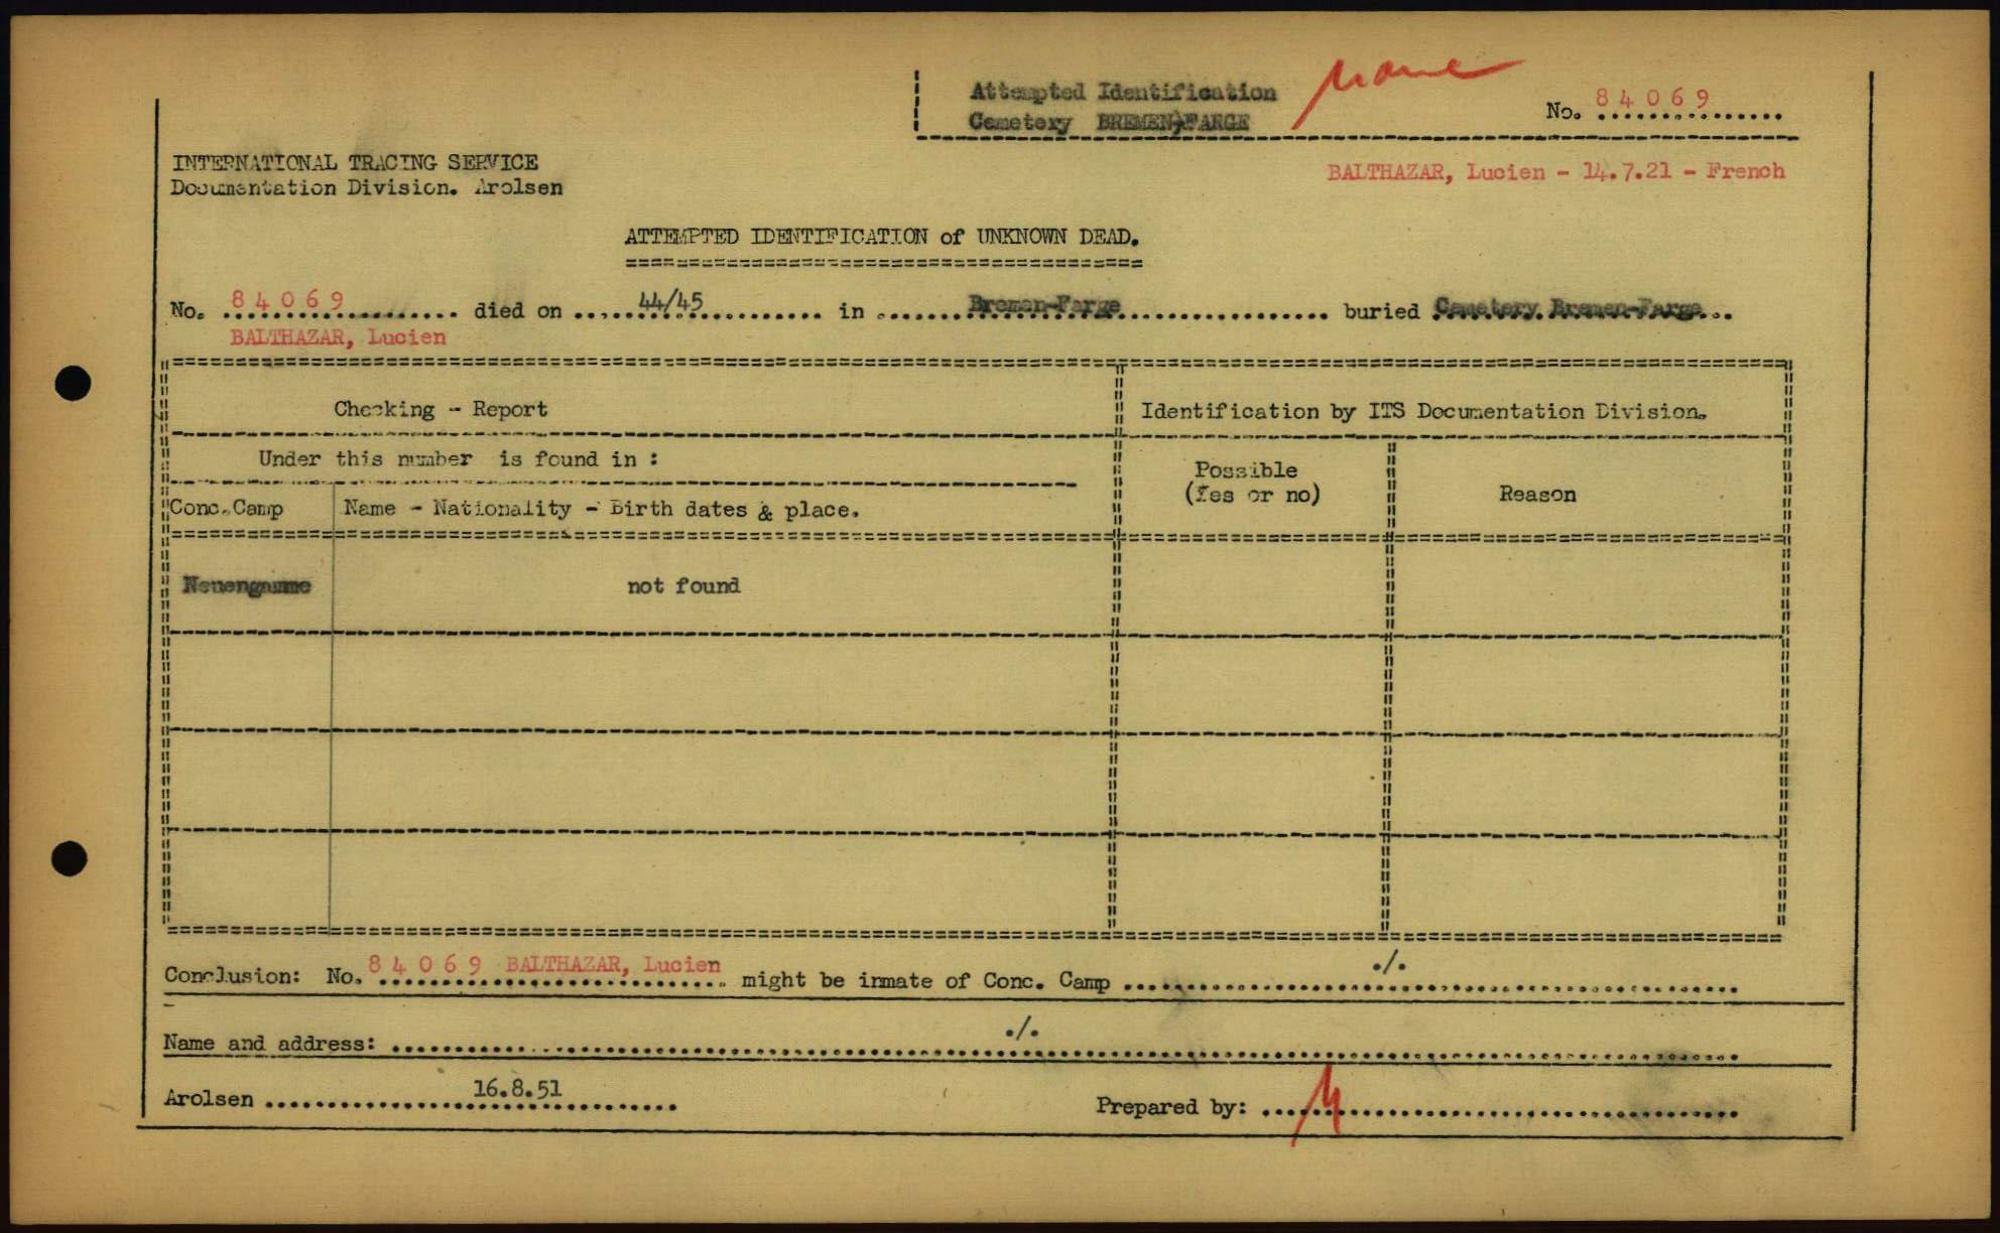 Attempted Identification
Cemetery BREMEN-FARGE
No. 84069
INTERNATIONAL TRACING SERVICE
Documentation Division. Arolsen
BALTHAZAR, Lucien - 14.7.21 - French
ATTEMPTED IDENTIFICATION of UNKNOWN DEAD.
No. 84069 died on 44/45 in Bremen-Farge buried Cemetery Bremen-Farge
BALTHAZAR, Lucien
Checking - Report
Identification by ITS Documentation Division.
Under this number is found in :
Possible
(Yes or no)
Reason
Conc.Camp
Name - Nationality - Birth dates & place.
Neuengamme
not found
Conclusion: No. 84069 BALTHAZAR, Lucien might be inmate of Conc. Camp ./.
Name and address: ./.
Arolsen 16.8.51
Prepared by: